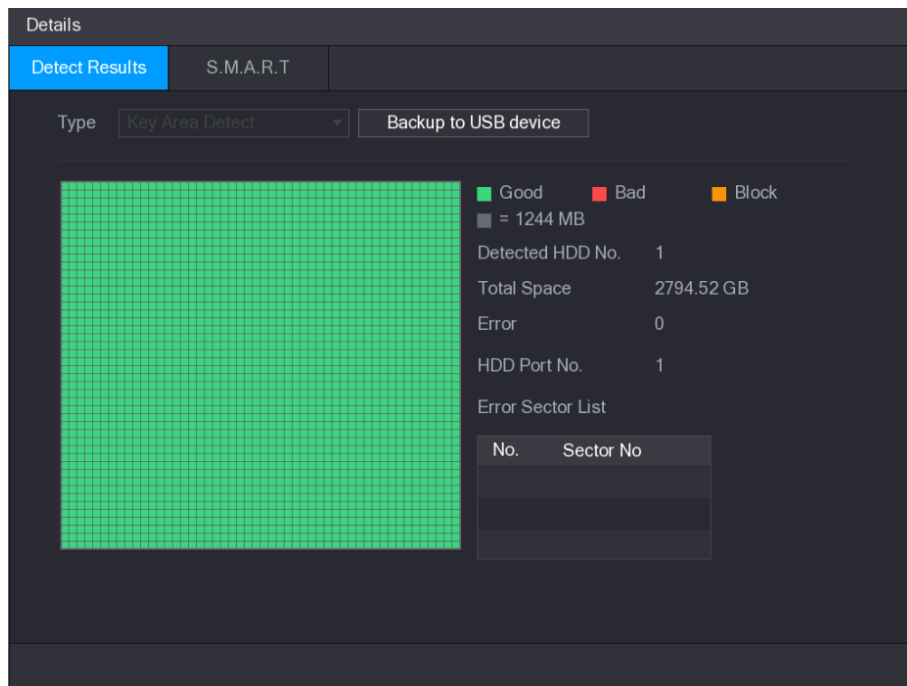 Details
Detect Results S.M.A.R.T
Type Key Area Detect Backup to USB device
Good Bad Block
= 1244 MB
Detected HDD No. 1
Total Space 2794.52 GB
Error 0
HDD Port No. 1
Error Sector List
No. Sector No